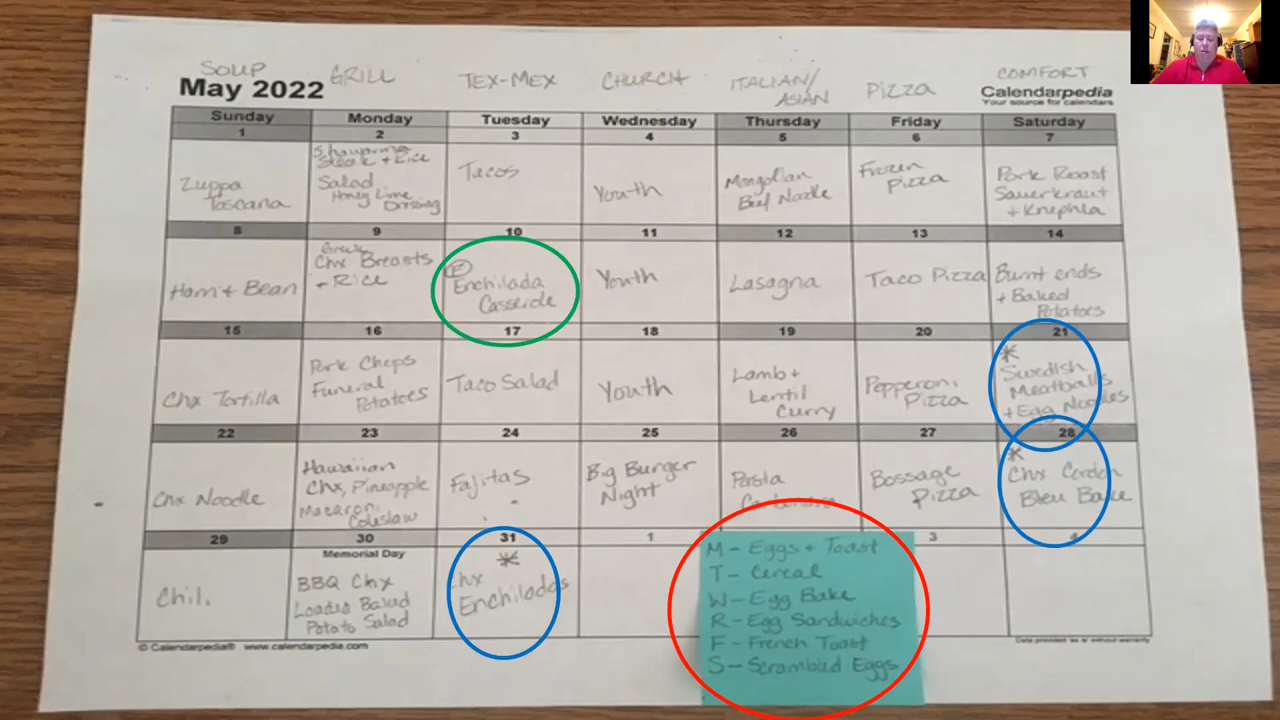 SOUP GRILL TEX-MEX CHURCH ITALIAN/ ASIAN PIZZA COMFORT
May 2022
Calendarpedia
Your source for calendars
Sunday Monday Tuesday Wednesday Thursday Friday Saturday
1 2 3 4 5 6 7
Zuppa
Toscana
Shawarma
Steak + Rice
Salad
Honey Lime
Dressing
Tacos
Youth
Mongolian
Beef Noodle
Frozen
Pizza
Pork Roast
Sauerkraut
+ Knephla
8 9 10 11 12 13 14
Ham + Bean
Greek
Chx Breasts
+ Rice
F
Enchilada
Casserole
Youth
Lasagna
Taco Pizza
Burnt ends
+ Baked
Potatoes
15 16 17 18 19 20 21
Chx Tortilla
Pork Chops
Funeral
Potatoes
Taco Salad
Youth
Lamb +
Lentil
Curry
Pepperoni
Pizza
*
Swedish
Meatballs
+ Egg Noodles
22 23 24 25 26 27 28
Chx Noodle
Hawaiian
Chx, Pineapple
Macaroni
Coleslaw
Fajitas
Big Burger
Night
Pasta
Carbonara
Bossage
Pizza
*
Chx Cordon
Bleu Bake
29 30 31 1 3 4
Chili
Memorial Day
BBQ Chx
Loaded Baked
Potato Salad
*
Chx
Enchiladas
M - Eggs + Toast
T - Cereal
W - Egg Bake
R - Egg Sandwiches
F - French Toast
S - Scrambled Eggs
© Calendarpedia® www.calendarpedia.com
Data provided 'as is' without warranty